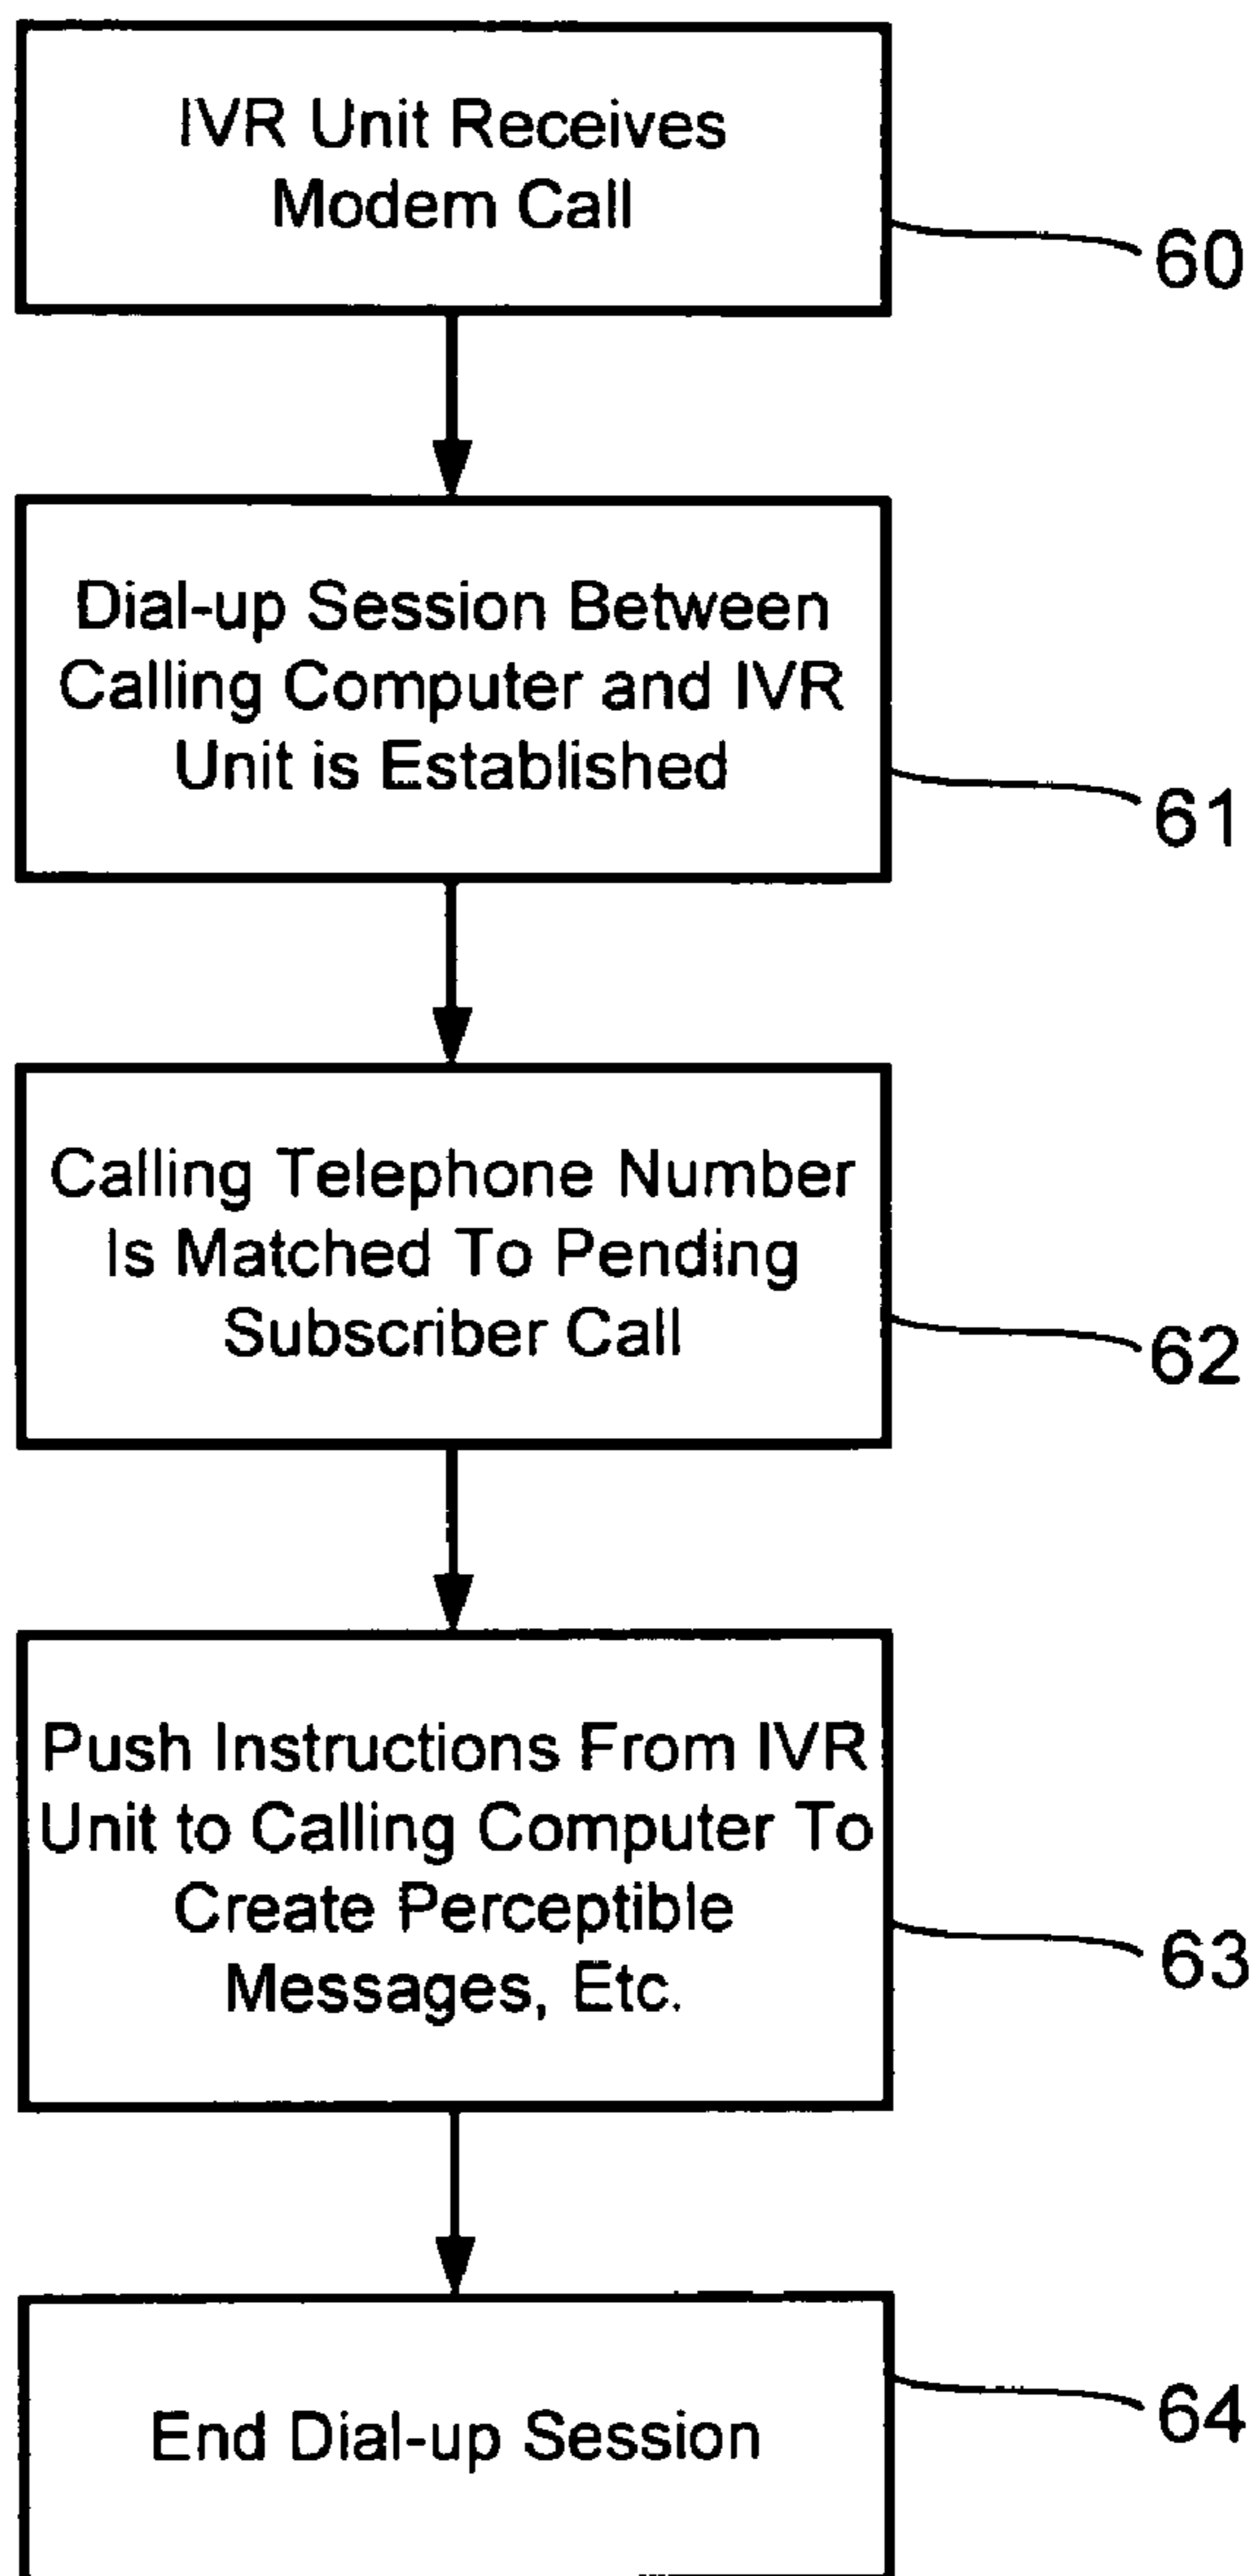 IVR Unit Receives
Modem Call
60
Dial-up Session Between
Calling Computer and IVR
Unit is Established
61
Calling Telephone Number
Is Matched To Pending
Subscriber Call
62
Push Instructions From IVR
Unit to Calling Computer To
Create Perceptible
Messages, Etc.
63
End Dial-up Session
64